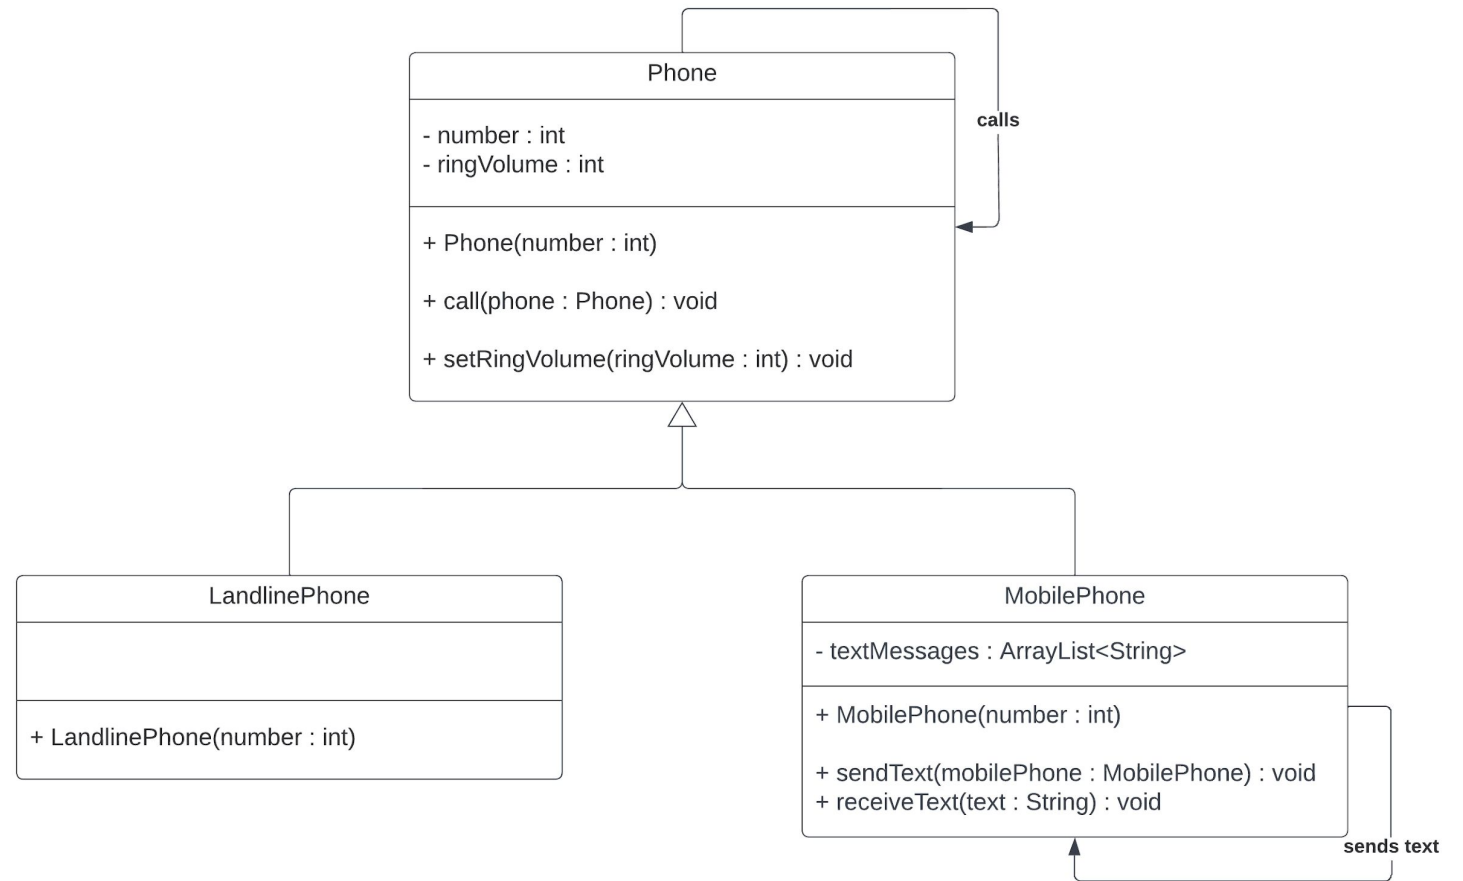 Phone
- number : int
- ringVolume : int
calls
+ Phone(number : int)
+ call(phone : Phone) : void
+ setRingVolume(ringVolume : int) : void
LandlinePhone
+ LandlinePhone(number : int)
MobilePhone
- textMessages : ArrayList<String>
+ MobilePhone(number : int)
+ sendText(mobilePhone : MobilePhone) : void
+ receiveText(text : String) : void
sends text